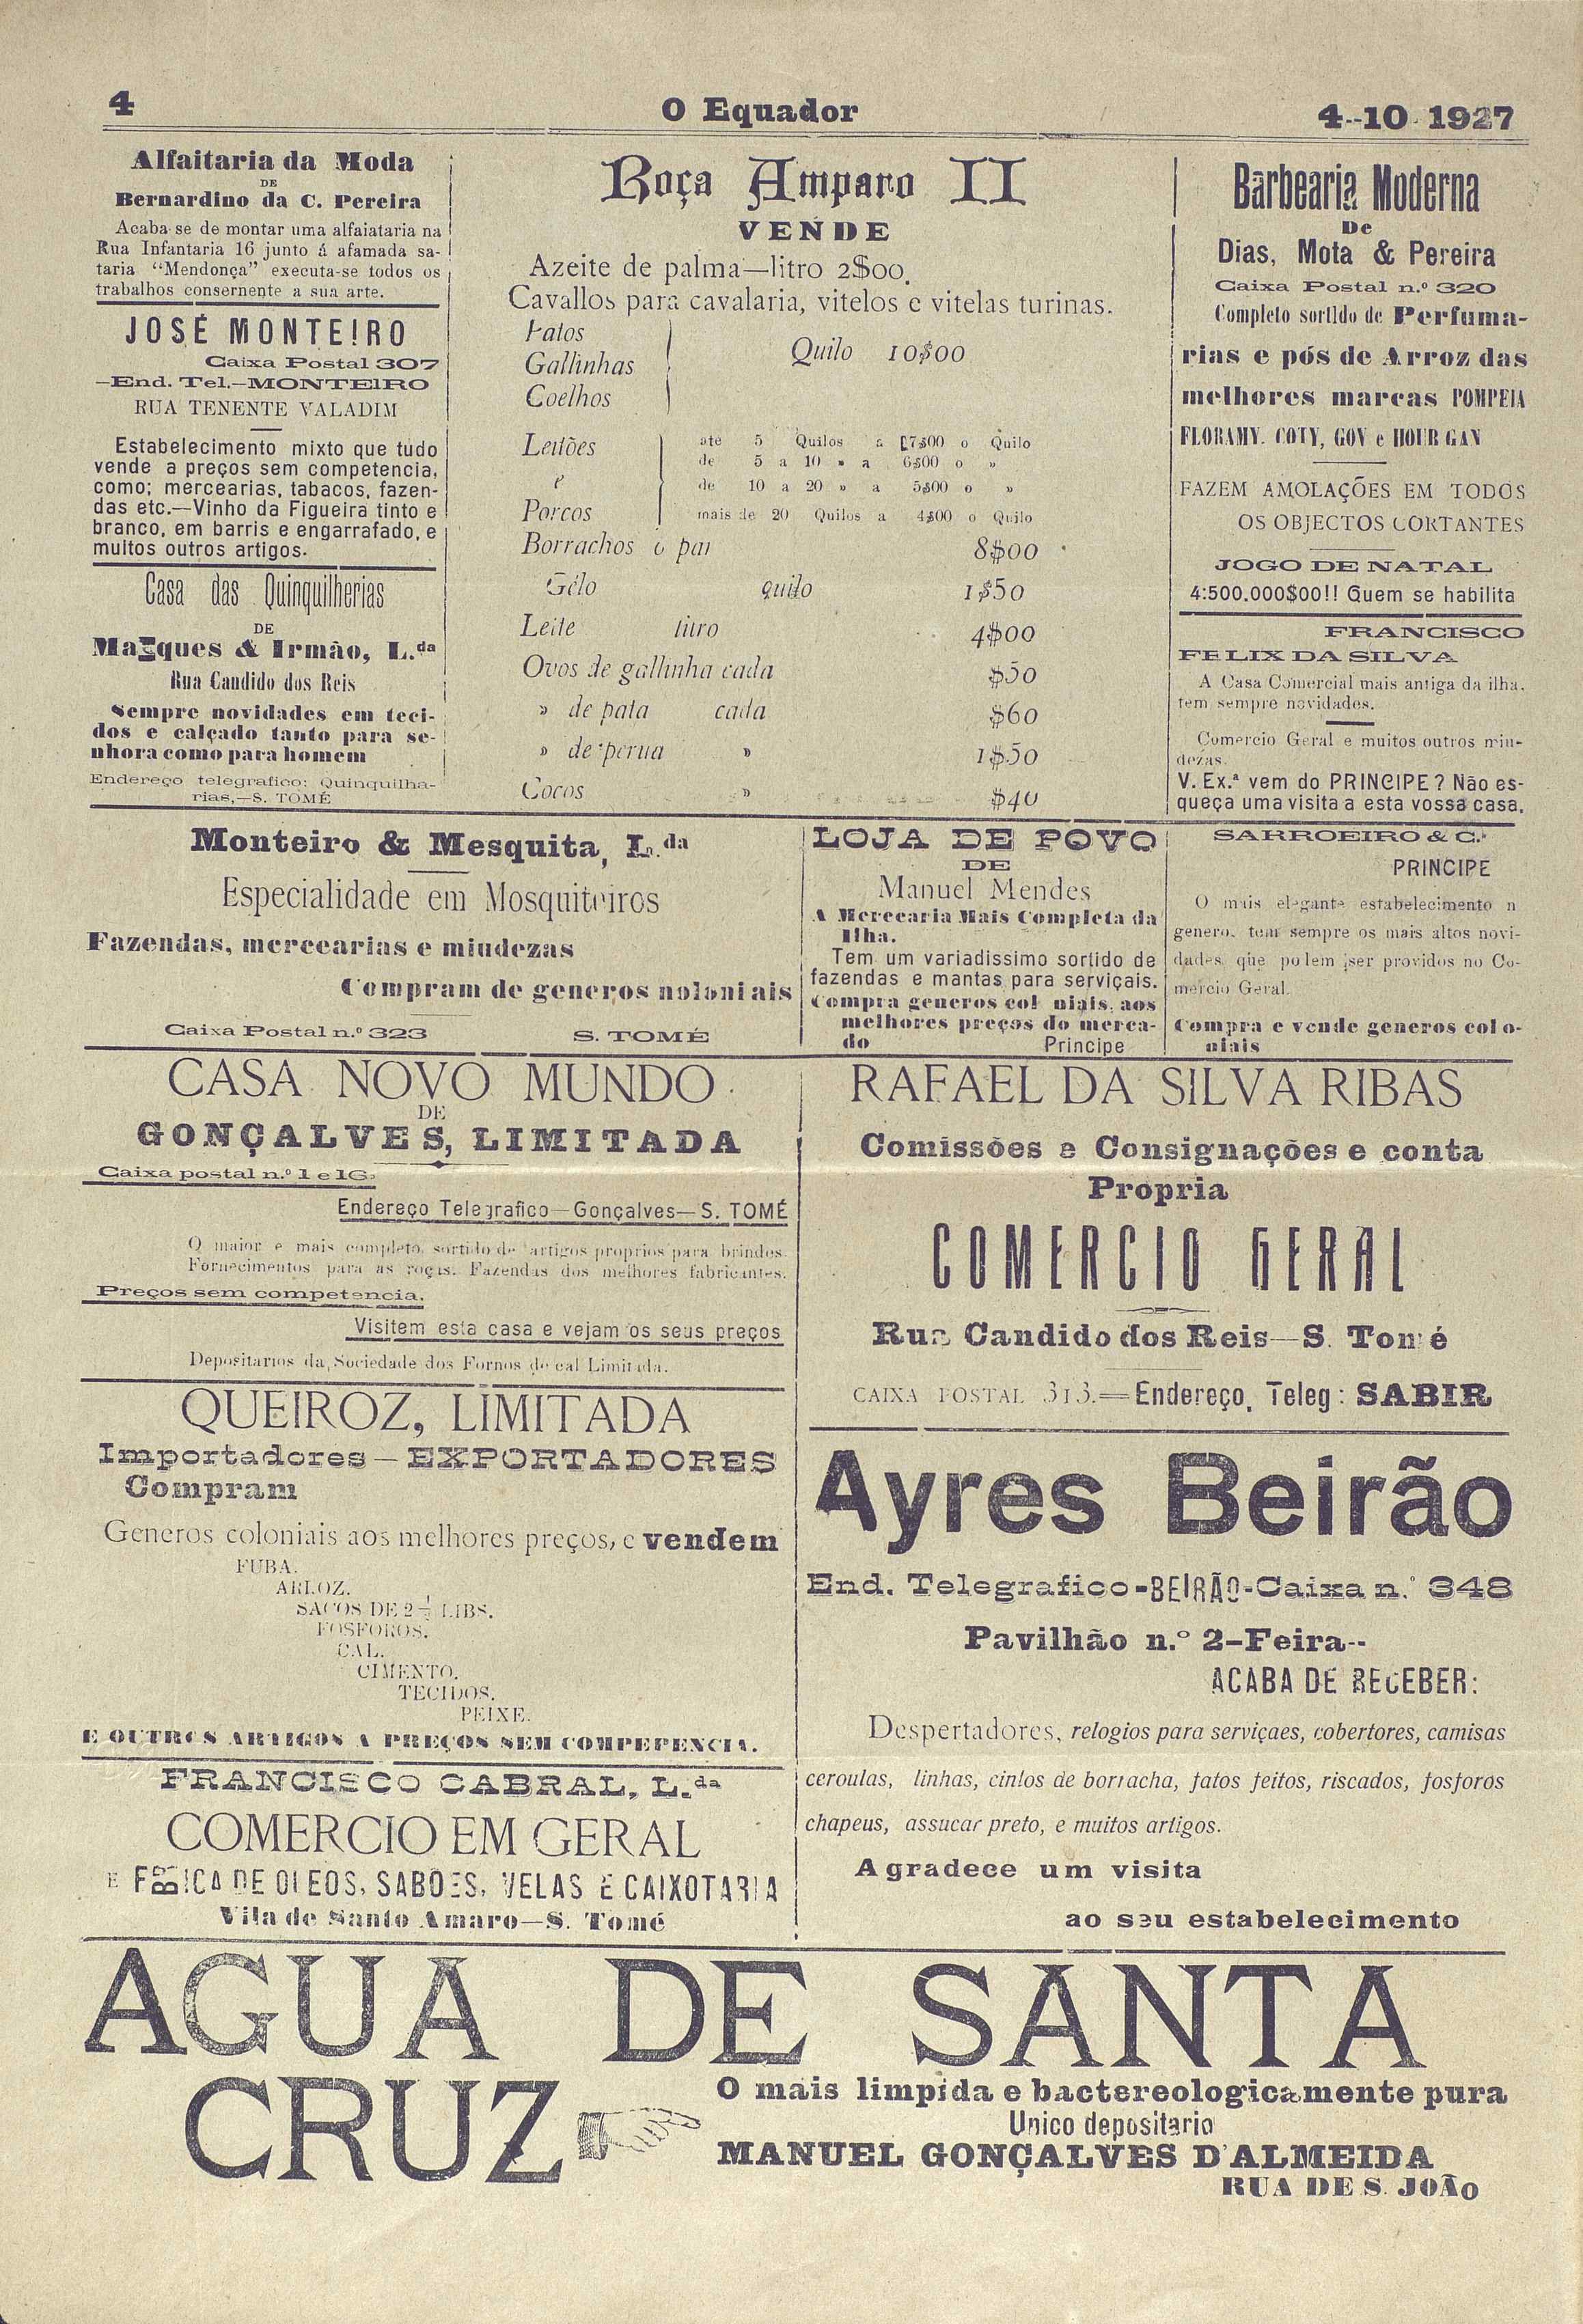 4
O Equador
4--10-1927
Alfaitaria da Moda
DE
Bernardino da C. Pereira
Acaba-se de montar uma alfaiataria na
Rua Infantaria 16 junto á afamada sa-
taria "Mendonça" executa-se todos os
trabalhos consernente a sua arte.
JOSÉ MONTEIRO
Caixa Postal 307
—End. Tel.—MONTEIRO
RUA TENENTE VALADIM
Estabelecimento mixto que tudo
vende a preços sem competencia,
como; mercearias, tabacos, fazen-
das etc.—Vinho da Figueira tinto e
branco, em barris e engarrafado, e
muitos outros artigos.
Casa das Quinquilherias
DE
Marques & Irmão, L.da
Rua Candido dos Reis
Sempre novidades em teci-
dos e calçado tanto para se-
nhora como para homem
Endereço telegrafico: Quinquilha-
rias,—S. TOMÉ
Roça Amparo II
VENDE
Azeite de palma—litro 2$00.
Cavallos para cavalaria, vitelos e vitelas turinas.
Patos
Gallinhas Quilo 10$00
Coelhos
Leitões até 5 Quilos a 7$00 o Quilo
de 5 a 10 » a 6$00 o »
e de 10 a 20 » a 5$00 o »
Porcos mais de 20 Quilos a 4$00 o Quilo
Borrachos o par 8$00
Gélo quilo 1$50
Leite litro 4$00
Ovos de gallinha cada $50
» de pata cada $60
» de perua » 1$50
Cocos » $40
Barbearia Moderna
De
Dias, Mota & Pereira
Caixa Postal n.º 320
Completo sortido de Perfuma-
rias e pós de Arroz das
melhores marcas POMPEIA
FLORAMY. COTY, GOY e HOUBIGAN
FAZEM AMOLAÇÕES EM TODOS
OS OBJECTOS CORTANTES
JOGO DE NATAL
4:500.000$00!! Quem se habilita
FRANCISCO
FELIX DA SILVA
A Casa Comercial mais antiga da ilha.
tem sempre novidades.
Comercio Geral e muitos outros miu-
dezas.
V. Ex.ª vem do PRINCIPE? Não es-
queça uma visita a esta vossa casa.
Monteiro & Mesquita, L.da
Especialidade em Mosquiteiros
Fazendas, mercearias e miudezas
Compram de generos noloniais
Caixa Postal n.º 323 S. TOMÉ
LOJA DE POVO
DE
Manuel Mendes
A Mercearia Mais Completa da
Ilha.
Tem um variadissimo sortido de
fazendas e mantas para serviçais.
Compra generos col niais, aos
melhores preços do merca-
do Principe
SARROEIRO & C.ª
PRINCIPE
O mais elegante estabelecimento n
genero, tem sempre os mais altos novi-
dades que polem ser providos no Co-
mercio Geral.
Compra e vende generos colo-
niais
CASA NOVO MUNDO
DE
GONÇALVES, LIMITADA
Caixa postal n.º 1 e 16
Endereço Telegrafico—Gonçalves—S. TOMÉ
O maior e mais completo sortido de artigos proprios para brindes.
Fornecimentos para as roças. Fazendas dos melhores fabricantes.
Preços sem competencia.
Visitem esta casa e vejam os seus preços
Depositarios da Sociedade dos Fornos de cal Limitada.
RAFAEL DA SILVA RIBAS
Comissões e Consignações e conta
Propria
COMERCIO GERAL
Rua Candido dos Reis—S. Tomé
CAIXA POSTAL 313.—Endereço, Teleg: SABIR
QUEIROZ, LIMITADA
Importadores—EXPORTADORES
Compram
Generos coloniais aos melhores preços, e vendem
FUBA.
ARROZ.
SACOS DE 2 ½ LIBS.
FOSFOROS.
CAL.
CIMENTO.
TECIDOS.
PEIXE.
E OUTROS ARTIGOS A PREÇOS SEM COMPEPENCIA.
Ayres Beirão
End. Telegrafico-BEIRÃO-Caixa n.º 348
Pavilhão n.º 2-Feira--
ACABA DE RECEBER:
Despertadores, relogios para serviçaes, cobertores, camisas
ceroulas, linhas, cintos de borracha, fatos feitos, riscados, fosforos
chapeus, assucar preto, e muitos artigos.
Agradece um visita
ao seu estabelecimento
FRANCISCO CABRAL, L.da
COMERCIO EM GERAL
E FBRICA DE OLEOS, SABÕES, VELAS E CAIXOTARIA
Vila de Santo Amaro—S. Tomé
AGUA DE SANTA
CRUZ
O mais limpida e bactereologicamente pura
Unico depositario
MANUEL GONÇALVES D'ALMEIDA
RUA DE S. JOÃO